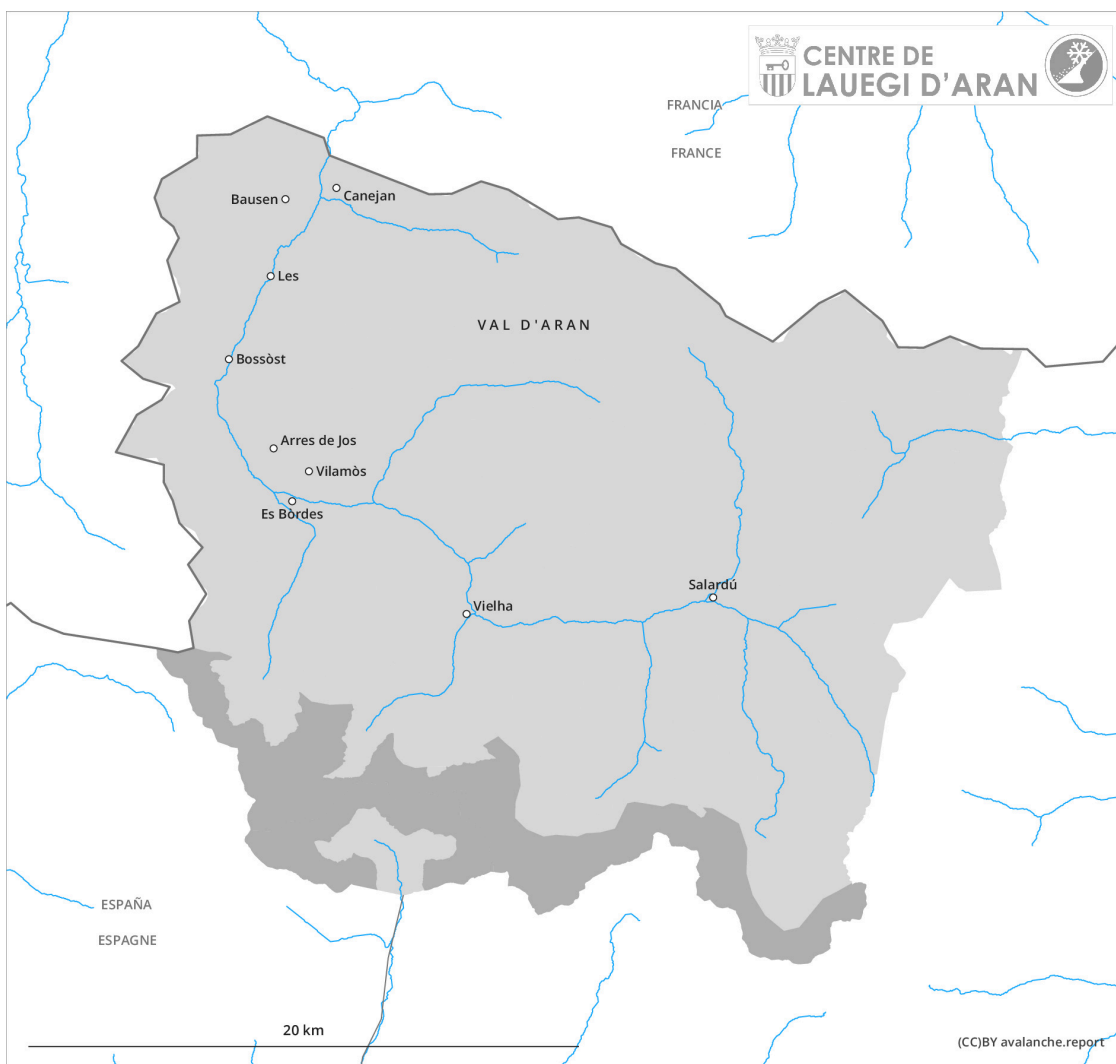 CENTRE DE
LAUEGI D'ARAN
FRANCIA
FRANCE
Bausen
Canejan
Les
VAL D'ARAN
Bossòst
Arres de Jos
Vilamòs
Es Bòrdes
Salardú
Vielha
ESPAÑA
ESPAGNE
20 km
(CC)BY avalanche.report